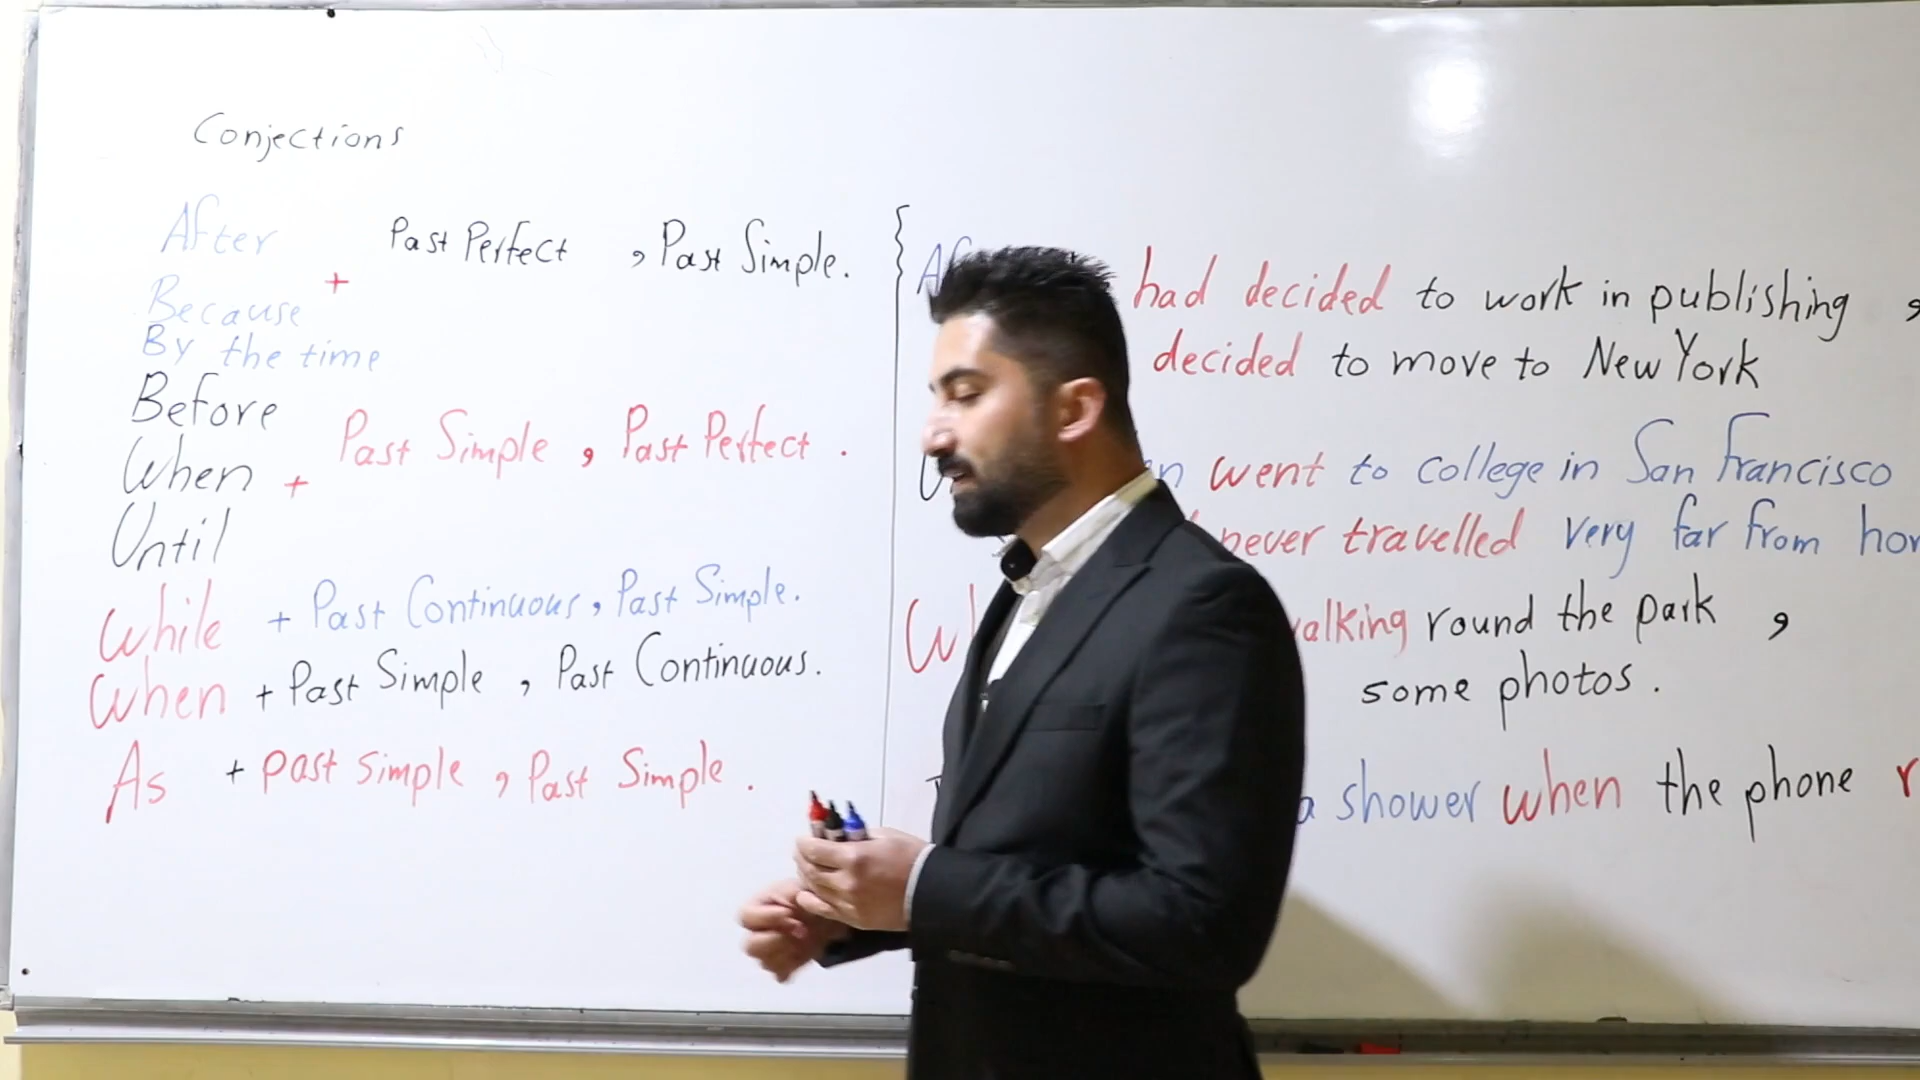 Conjections
After
Because
By the time
+ Past Perfect , Past Simple.
Before
When
Until
+ Past Simple , Past Perfect .
While + Past Continuous, Past Simple.
When + Past Simple , Past Continuous.
As + past simple , Past Simple .
had decided to work in publishing ,
decided to move to New York
went to college in San Francisco
never travelled very far from
round the park ,
some photos .
a shower when the phone